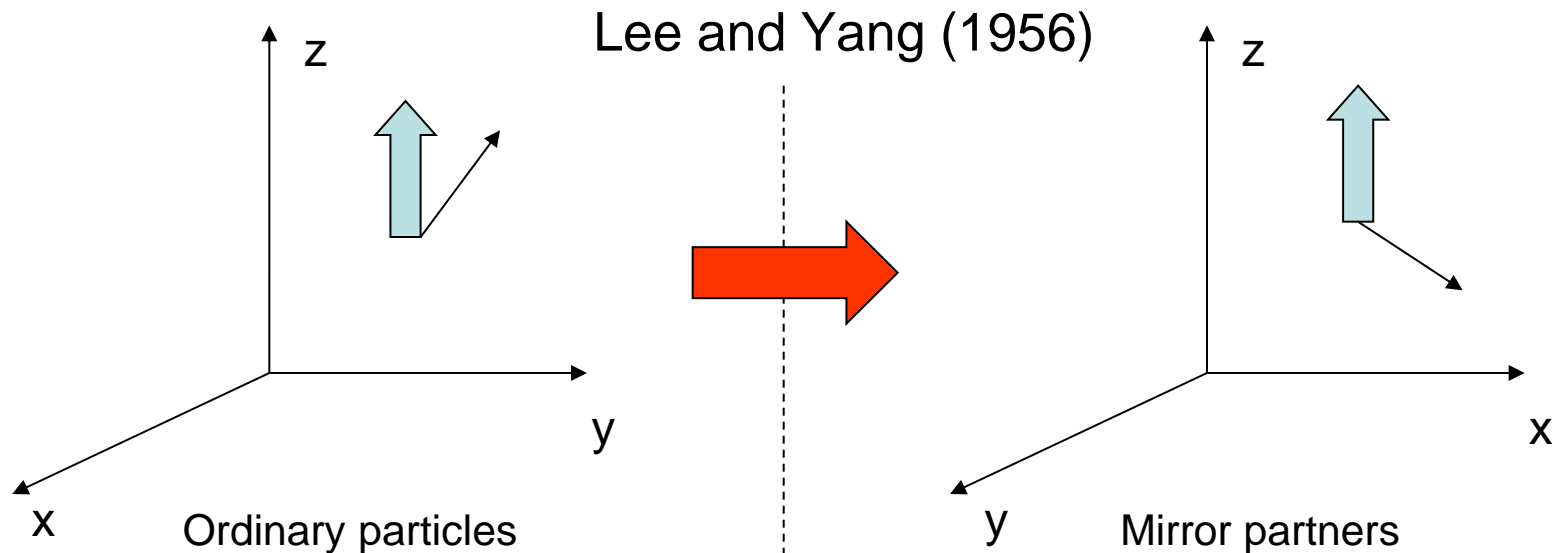 Lee and Yang (1956)
z
z
y
x
x
y
Ordinary particles
Mirror partners